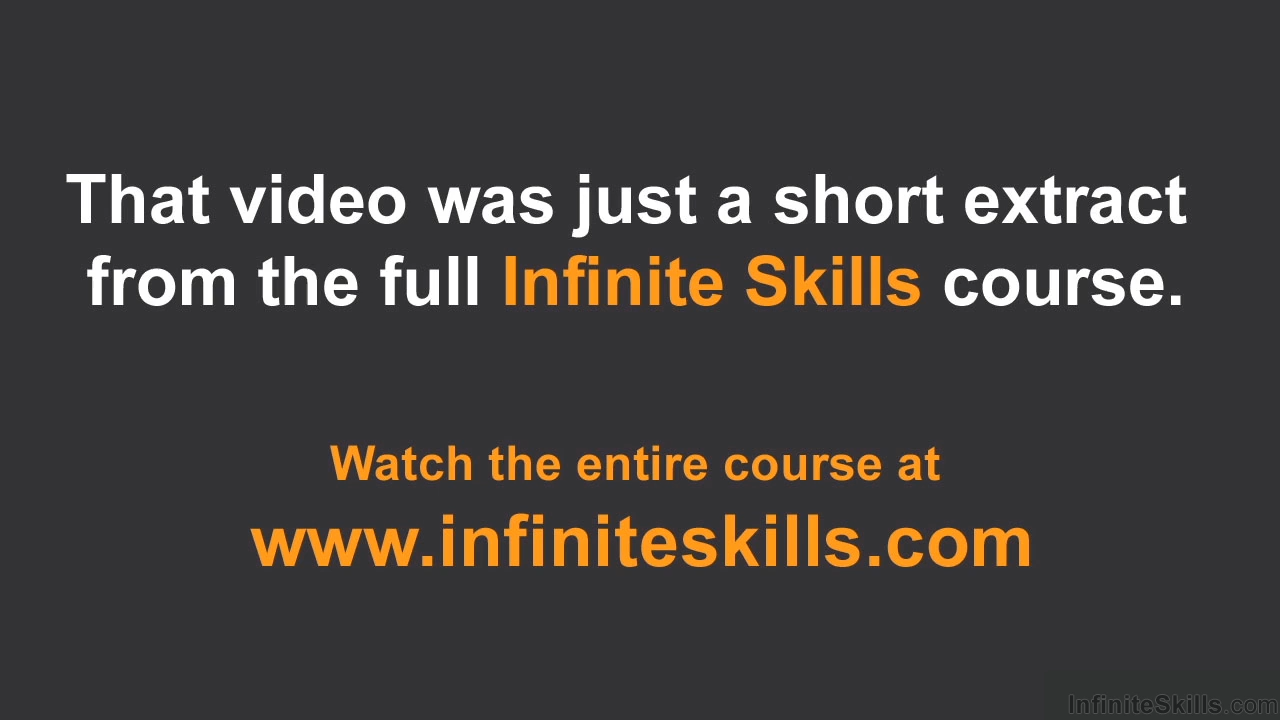 That video was just a short extract
from the full Infinite Skills course.
Watch the entire course at
www.infiniteskills.com
InfiniteSkills.com